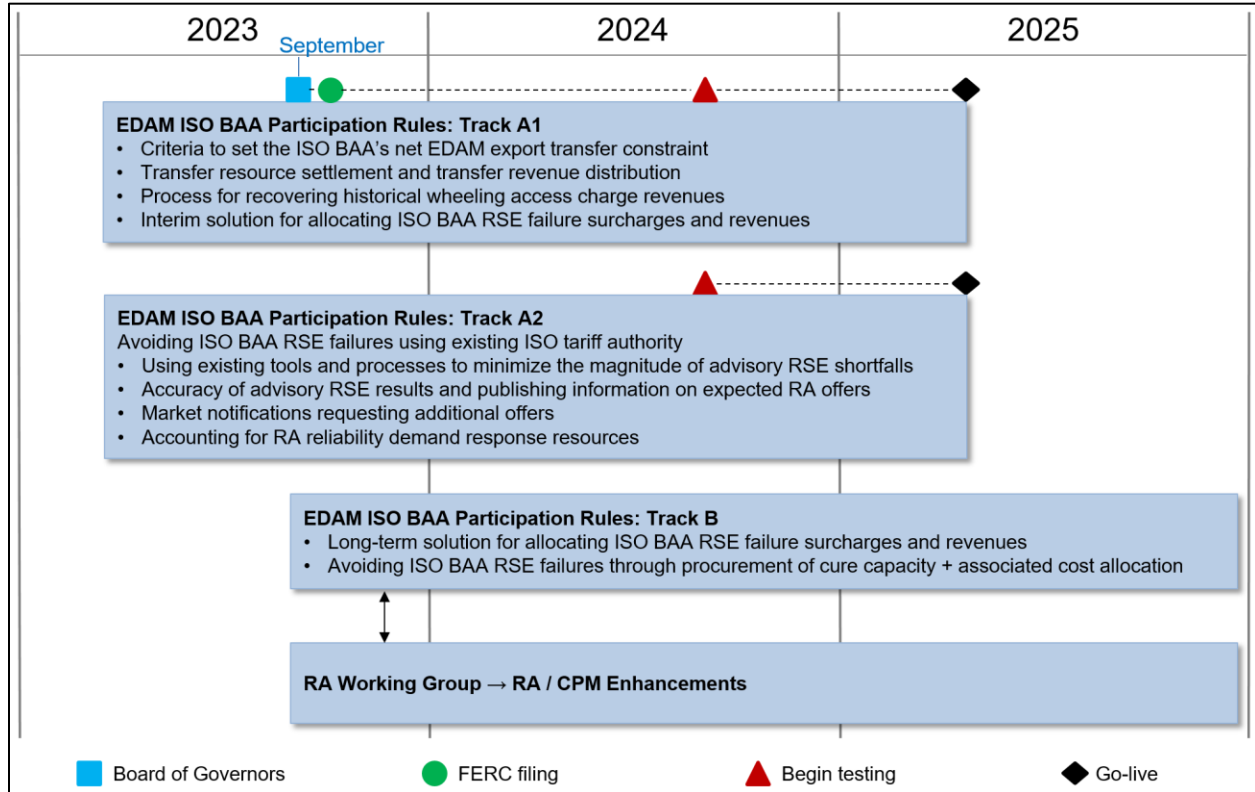 2023
2024
2025
September
EDAM ISO BAA Participation Rules: Track A1
• Criteria to set the ISO BAA's net EDAM export transfer constraint
• Transfer resource settlement and transfer revenue distribution
• Process for recovering historical wheeling access charge revenues
• Interim solution for allocating ISO BAA RSE failure surcharges and revenues
EDAM ISO BAA Participation Rules: Track A2
Avoiding ISO BAA RSE failures using existing ISO tariff authority
• Using existing tools and processes to minimize the magnitude of advisory RSE shortfalls
• Accuracy of advisory RSE results and publishing information on expected RA offers
• Market notifications requesting additional offers
• Accounting for RA reliability demand response resources
EDAM ISO BAA Participation Rules: Track B
• Long-term solution for allocating ISO BAA RSE failure surcharges and revenues
• Avoiding ISO BAA RSE failures through procurement of cure capacity + associated cost allocation
RA Working Group → RA / CPM Enhancements
Board of Governors
FERC filing
Begin testing
Go-live